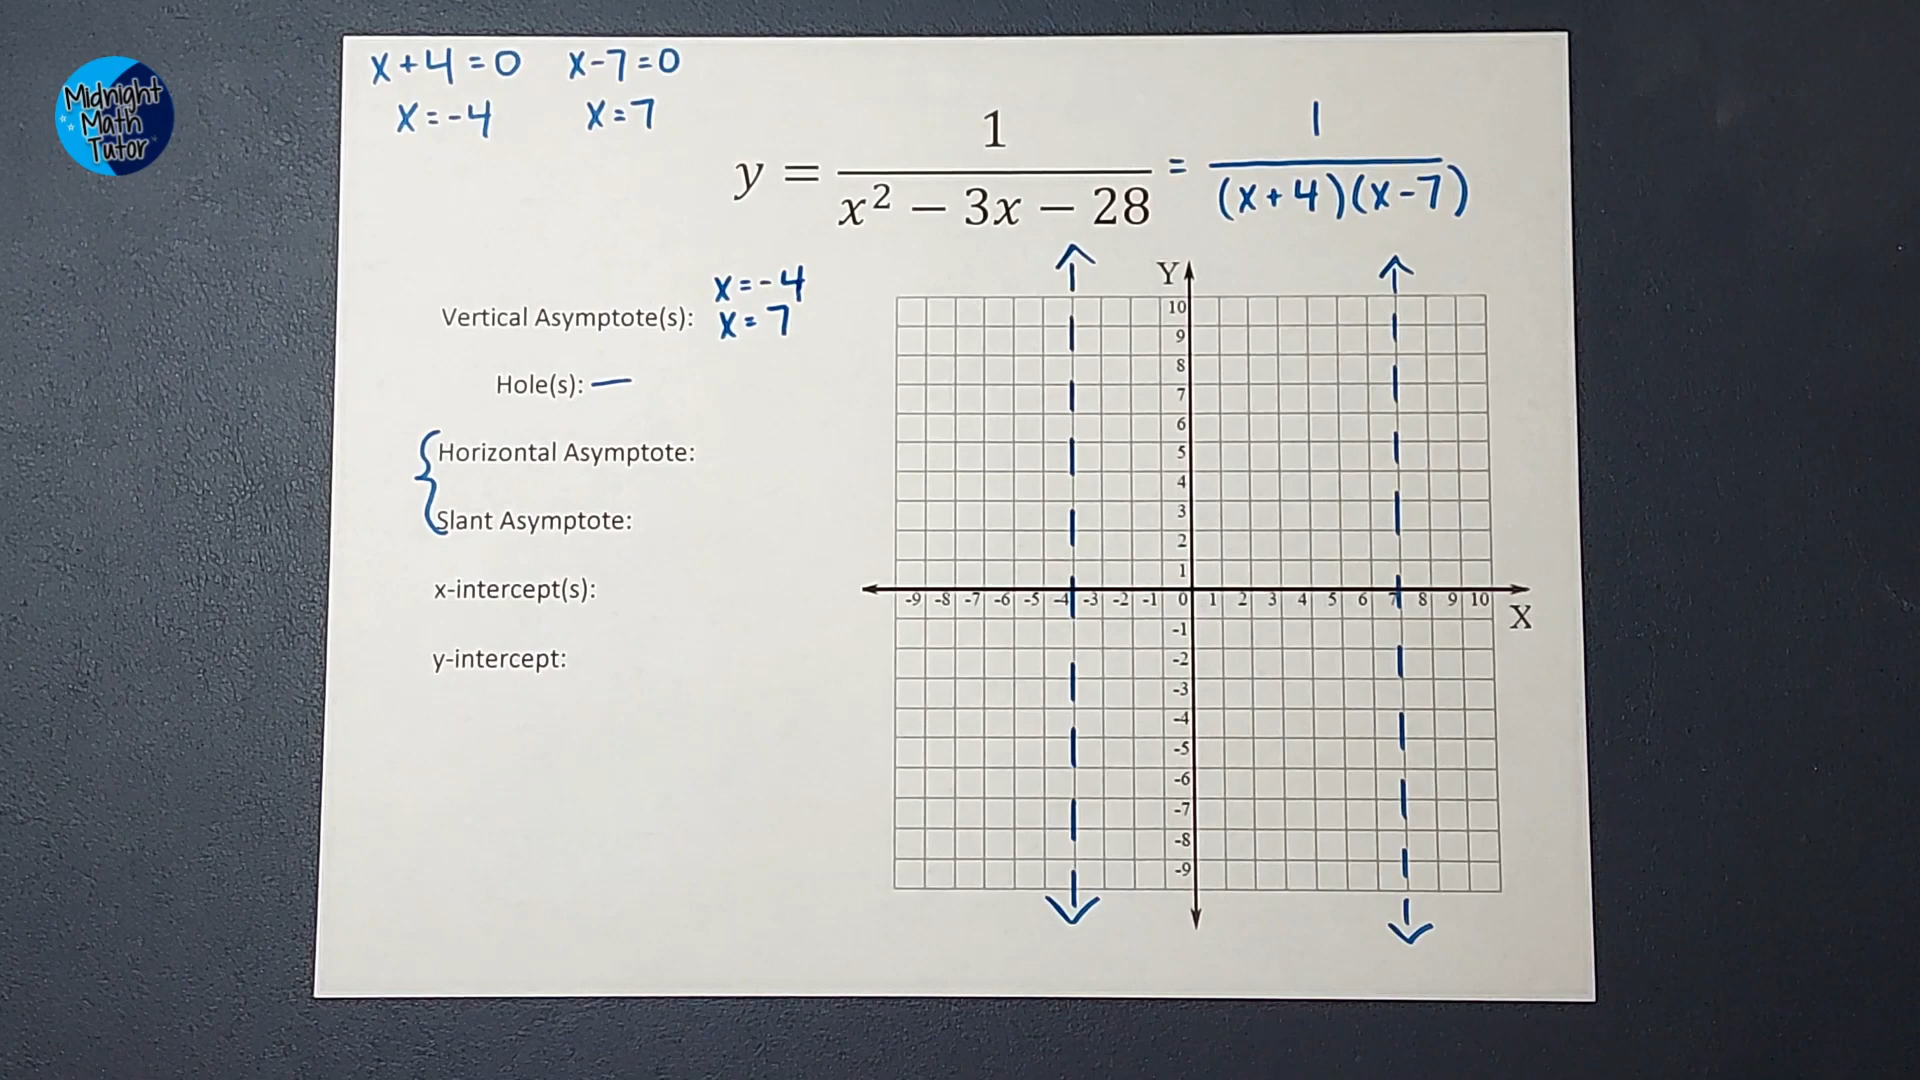 Midnight
Math
Tutor
x+4=0 x-7=0
x=-4 x=7
y = 1/(x² − 3x − 28) = 1/((x+4)(x-7))
Vertical Asymptote(s): x=-4
x=7
Hole(s): —
{Horizontal Asymptote:
Slant Asymptote:
x-intercept(s):
y-intercept:
Y
10
9
8
7
6
5
4
3
2
1
-9 -8 -7 -6 -5 -4 -3 -2 -1 0 1 2 3 4 5 6 7 8 9 10
X
-1
-2
-3
-4
-5
-6
-7
-8
-9